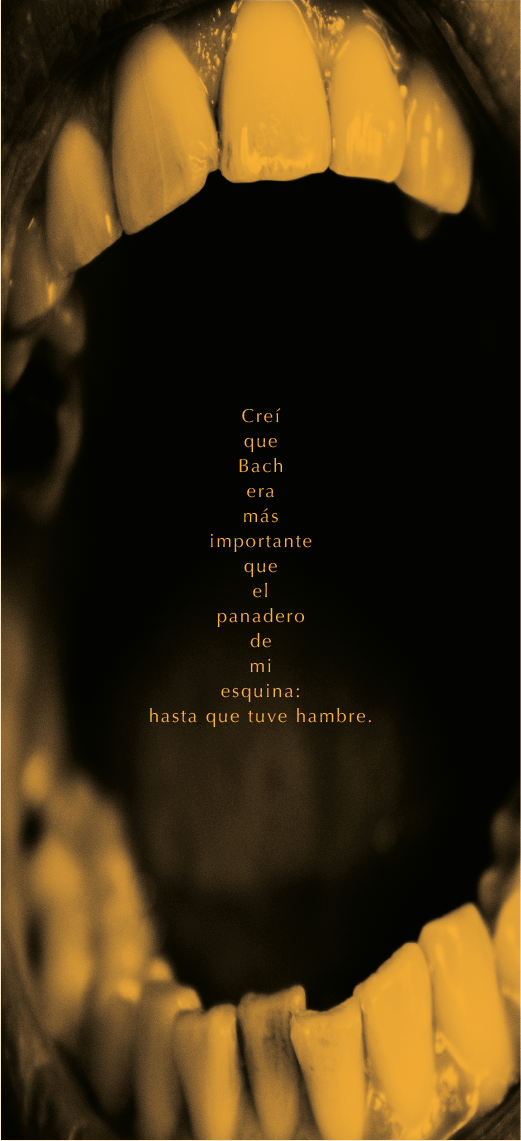 Creí
que
Bach
era
más
importante
que
el
panadero
de
mi
esquina:
hasta que tuve hambre.